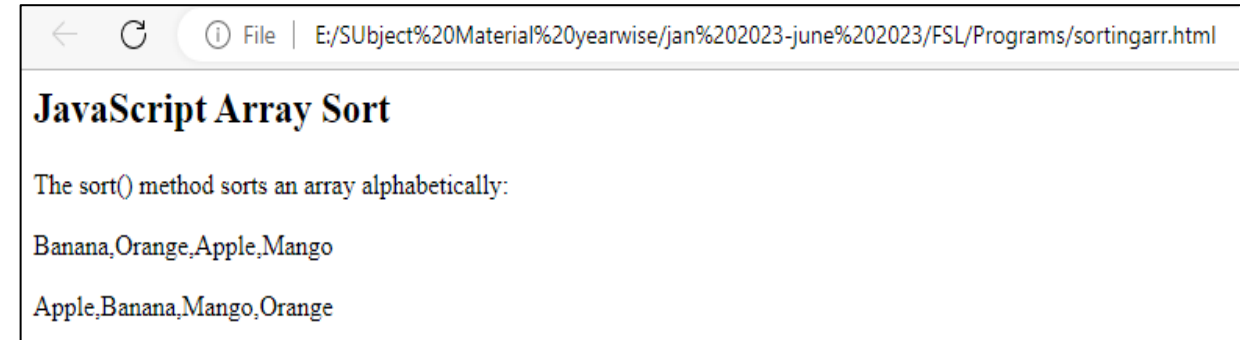 File | E:/SUbject%20Material%20yearwise/jan%202023-june%202023/FSL/Programs/sortingarr.html
JavaScript Array Sort
The sort() method sorts an array alphabetically:
Banana,Orange,Apple,Mango
Apple,Banana,Mango,Orange